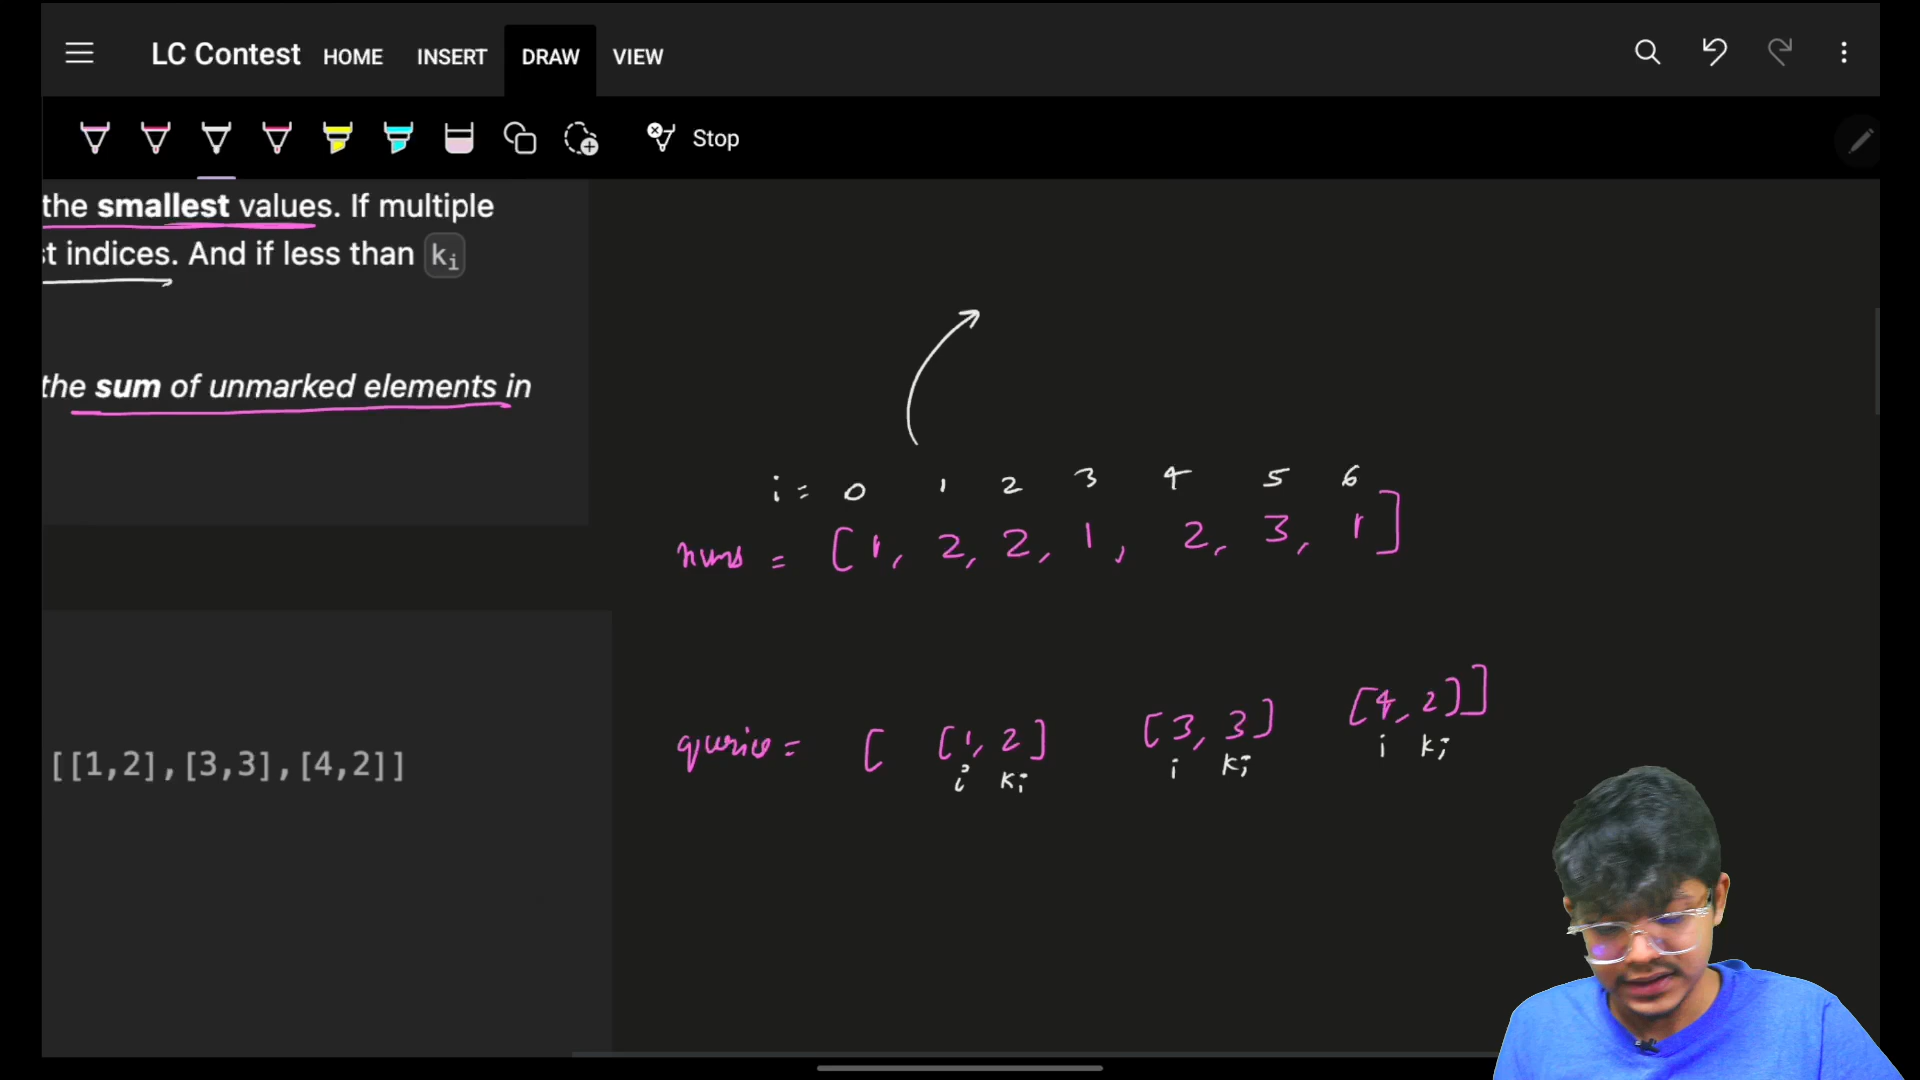 LC Contest HOME INSERT DRAW VIEW
Stop
the smallest values. If multiple
st indices. And if less than ki
the sum of unmarked elements in
i = 0 1 2 3 4 5 6
nums = [1, 2, 2, 1, 2, 3, 1]
queries = [ [1, 2] [3, 3] [4, 2]]
i ki i ki i ki
[[1,2],[3,3],[4,2]]